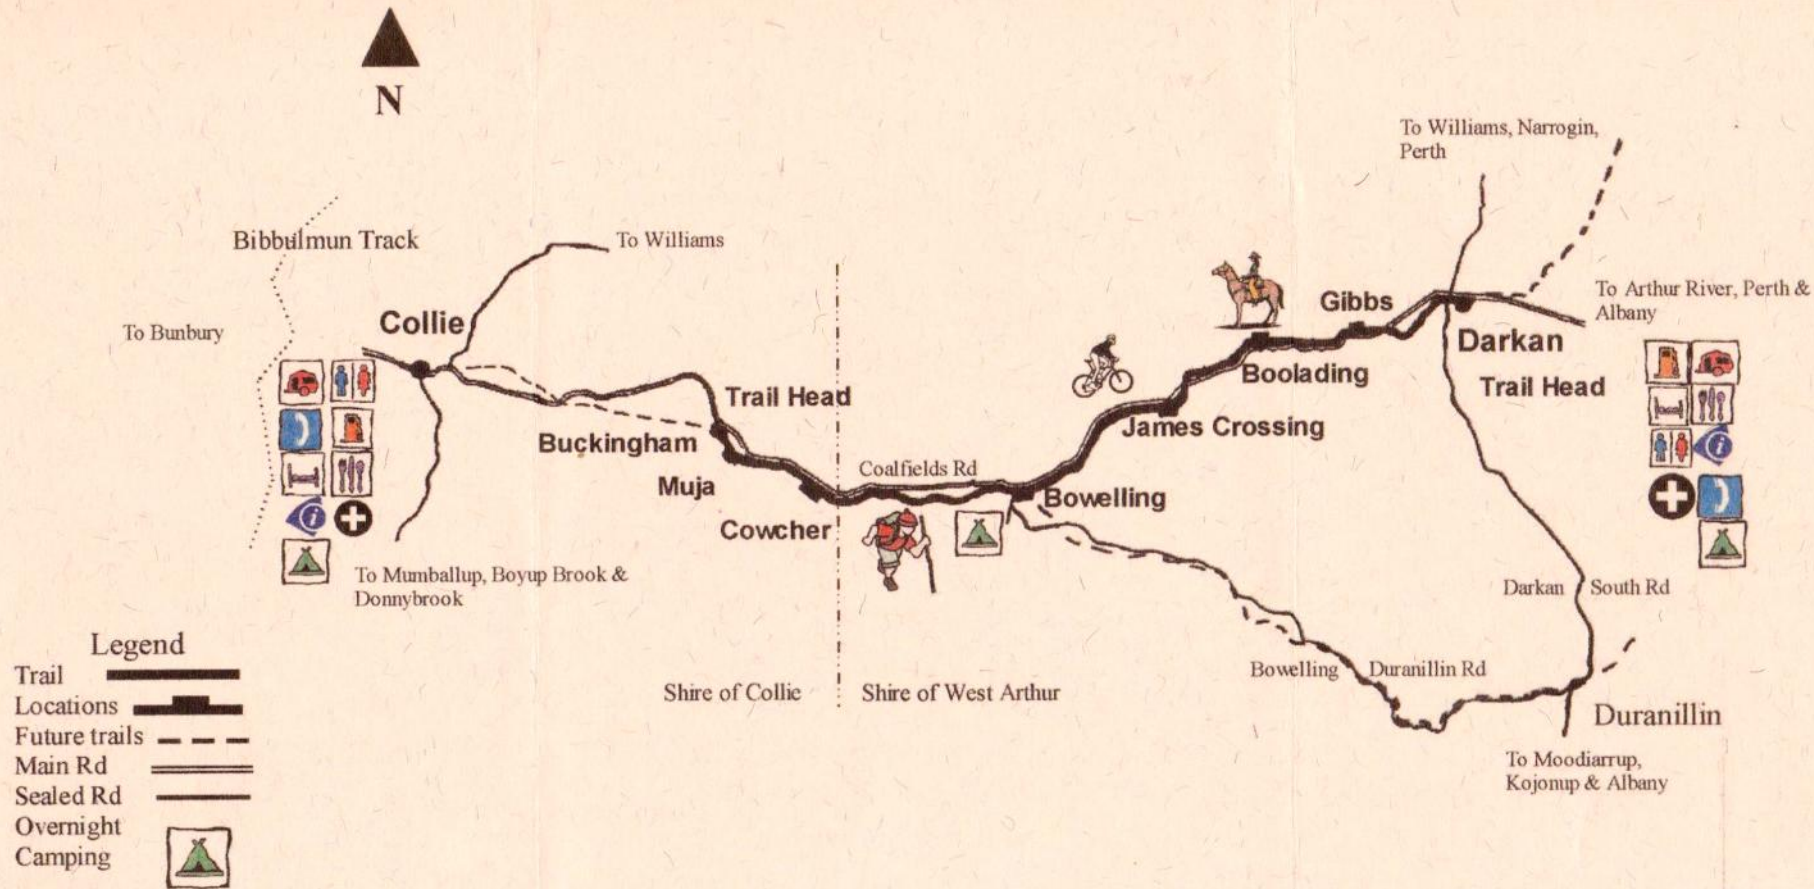 N
To Williams, Narrogin,
Perth
Bibbulmun Track
To Williams
To Bunbury
Collie
Gibbs
To Arthur River, Perth &
Albany
Darkan
Trail Head
Boolading
Trail Head
James Crossing
Buckingham
Coalfields Rd
Muja
Bowelling
Cowcher
To Mumballup, Boyup Brook &
Donnybrook
Darkan South Rd
Bowelling Duranillin Rd
Shire of Collie
Shire of West Arthur
Duranillin
To Moodiarrup,
Kojonup & Albany
Legend
Trail
Locations
Future trails
Main Rd
Sealed Rd
Overnight
Camping
i
i